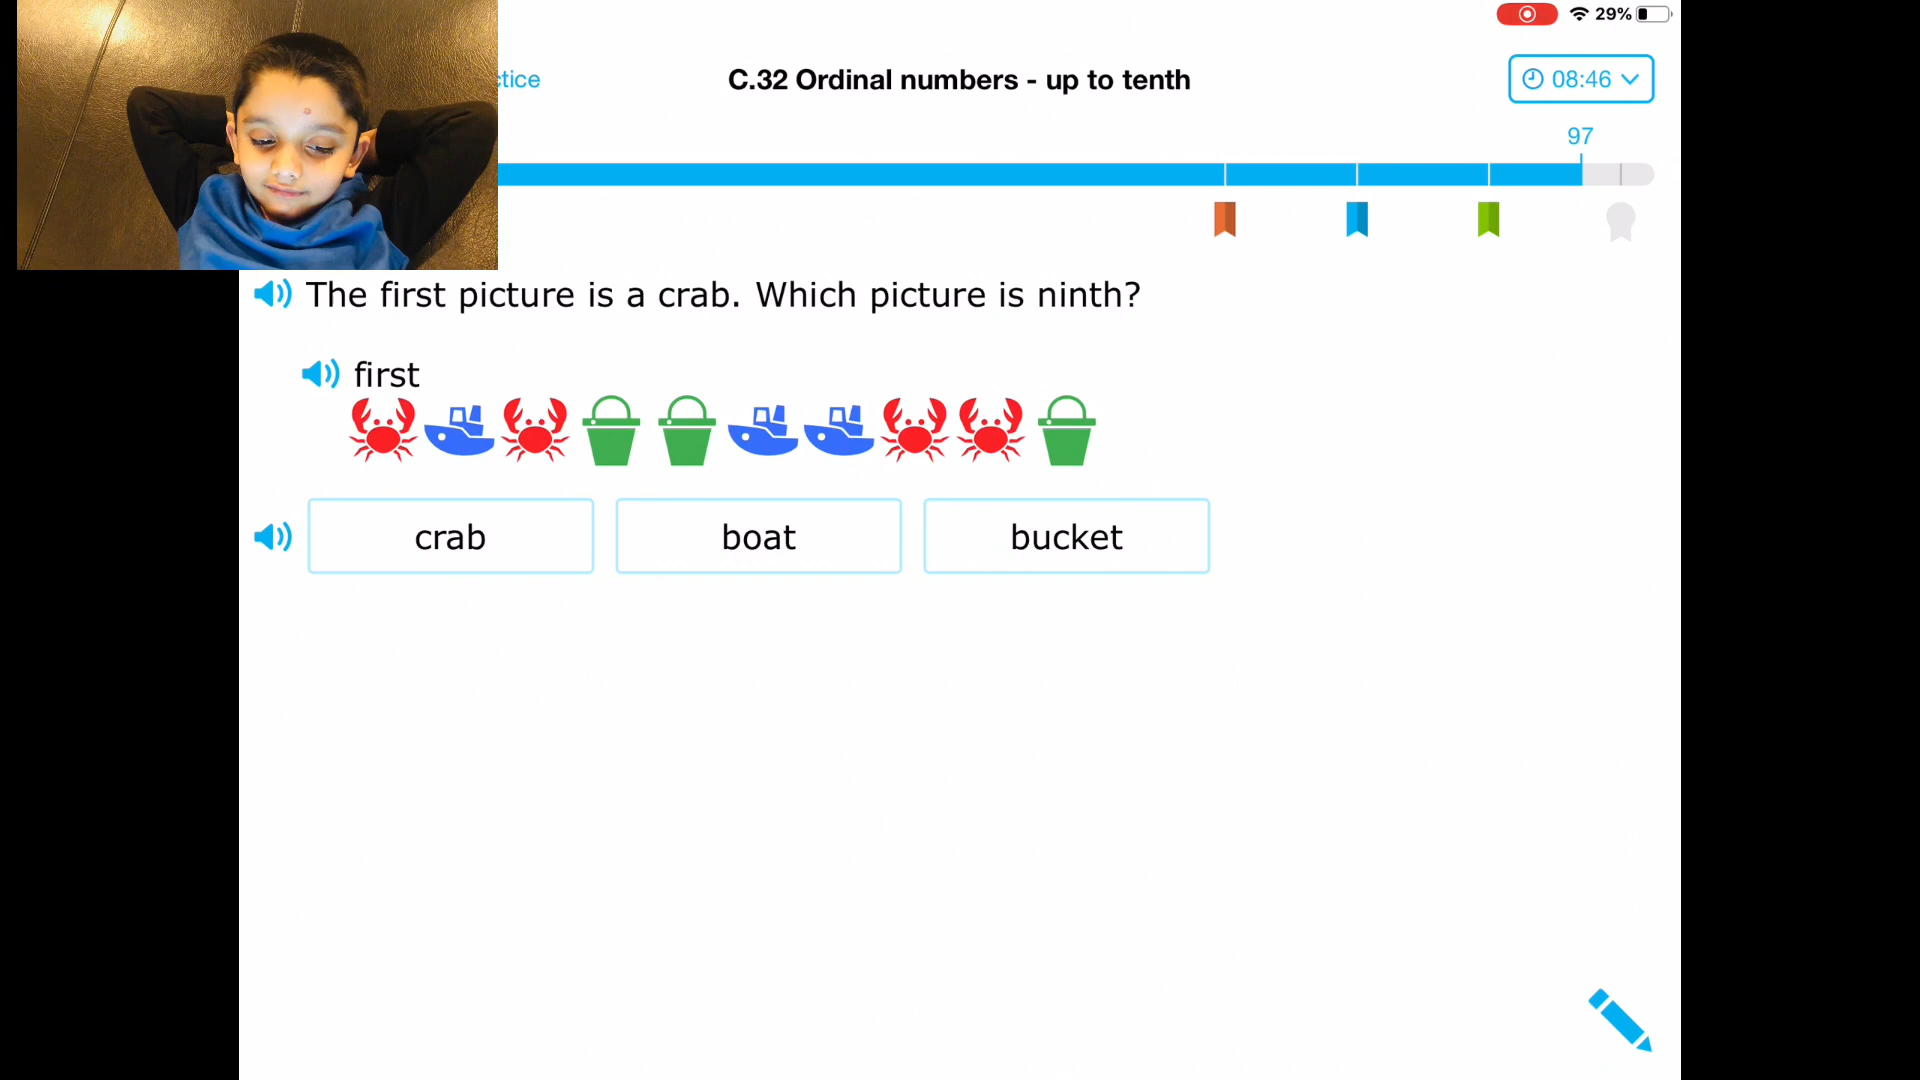 29%
ctice
C.32 Ordinal numbers - up to tenth
08:46
97
The first picture is a crab. Which picture is ninth?
first
crab
boat
bucket